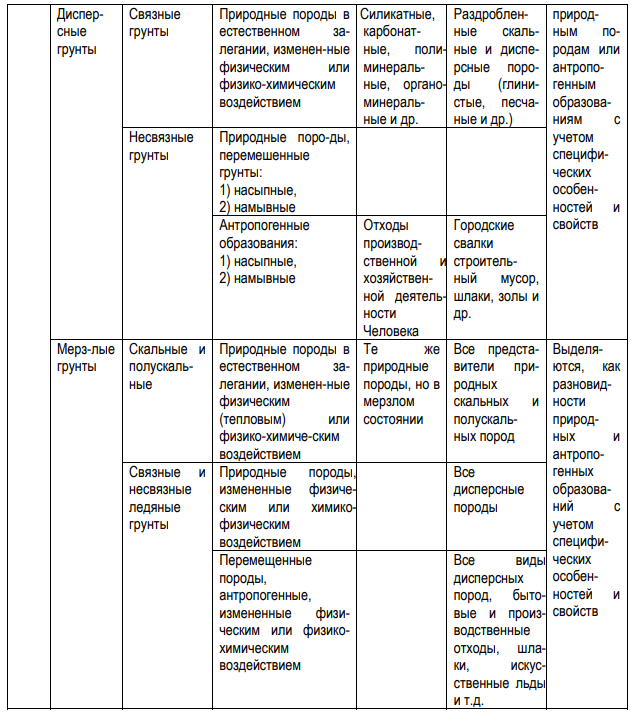 Диспер-
сные
грунты
Связные
грунты
Природные породы в
естественном за-
легании, изменен-ные
физическим или
физико-химическим
воздействием
Силикатные,
карбонат-
ные, поли-
минераль-
ные, органо-
минераль-
ные и др.
Раздроблен-
ные скаль-
ные и диспе-
рсные поро-
ды (глини-
стые, песча-
ные и др.)
природ-
ным по-
родам или
антропо-
генным
образова-
ниям с
учетом
специфи-
ческих
особен-
ностей и
свойств
Несвязные
грунты
Природные поро-ды,
перемешенные
грунты:
1) насыпные,
2) намывные
Антропогенные
образования:
1) насыпные,
2) намывные
Отходы
производ-
ственной и
хозяйствен-
ной деятель-
ности
Человека
Городские
свалки
строитель-
ный мусор,
шлаки, золы и
др.
Мерз-лые
грунты
Скальные и
полускаль-
ные
Природные породы в
естественном за-
легании, изменен-ные
физическим
(тепловым) или
физико-химиче-ским
воздействием
Те же
природные
породы, но в
мерзлом
состоянии
Все предста-
вители при-
родных
скальных и
полускаль-
ных пород
Выделя-
ются, как
разновид-
ности
природ-
ных и
антропо-
генных
образова-
ний с
учетом
специфи-
ческих
особен-
ностей и
свойств
Связные и
несвязные
ледяные
грунты
Природные породы,
измененные физиче-
ским или химико-
физическим
воздействием
Все
дисперсные
породы
Перемещенные
породы,
антропогенные,
измененные физи-
ческим или физико-
химическим
воздействием
Все виды
дисперсных
пород, быто-
вые и произ-
водственные
отходы, шла-
ки, искус-
ственные льды
и т.д.